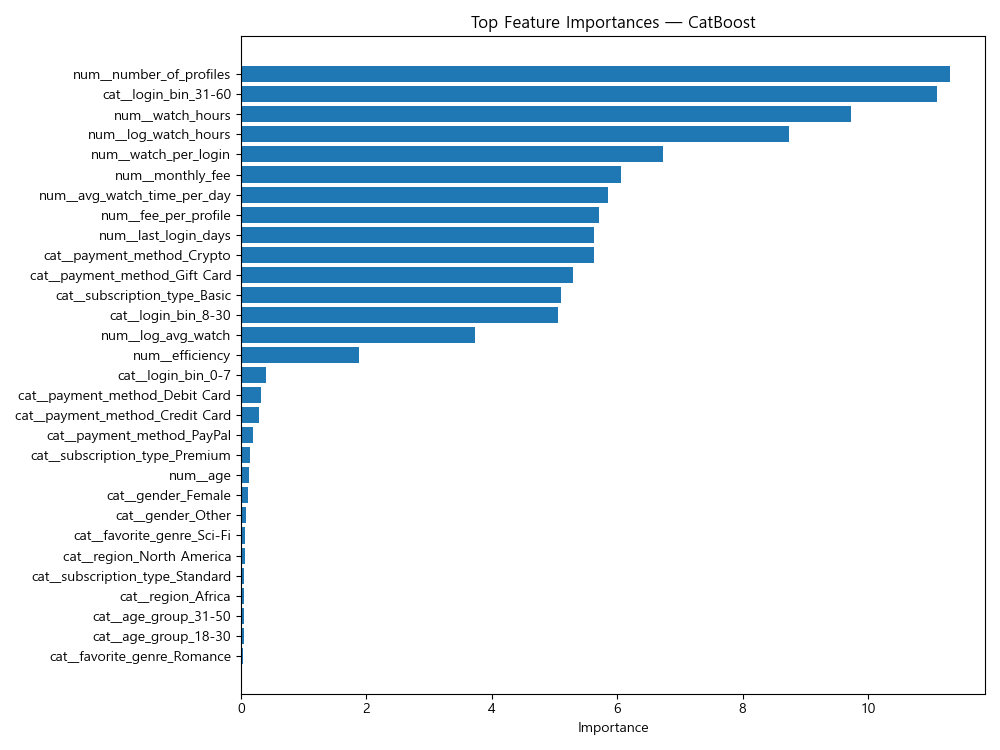 Top Feature Importances — CatBoost
num__number_of_profiles
cat__login_bin_31-60
num__watch_hours
num__log_watch_hours
num__watch_per_login
num__monthly_fee
num__avg_watch_time_per_day
num__fee_per_profile
num__last_login_days
cat__payment_method_Crypto
cat__payment_method_Gift Card
cat__subscription_type_Basic
cat__login_bin_8-30
num__log_avg_watch
num__efficiency
cat__login_bin_0-7
cat__payment_method_Debit Card
cat__payment_method_Credit Card
cat__payment_method_PayPal
cat__subscription_type_Premium
num__age
cat__gender_Female
cat__gender_Other
cat__favorite_genre_Sci-Fi
cat__region_North America
cat__subscription_type_Standard
cat__region_Africa
cat__age_group_31-50
cat__age_group_18-30
cat__favorite_genre_Romance
0 2 4 6 8 10
Importance